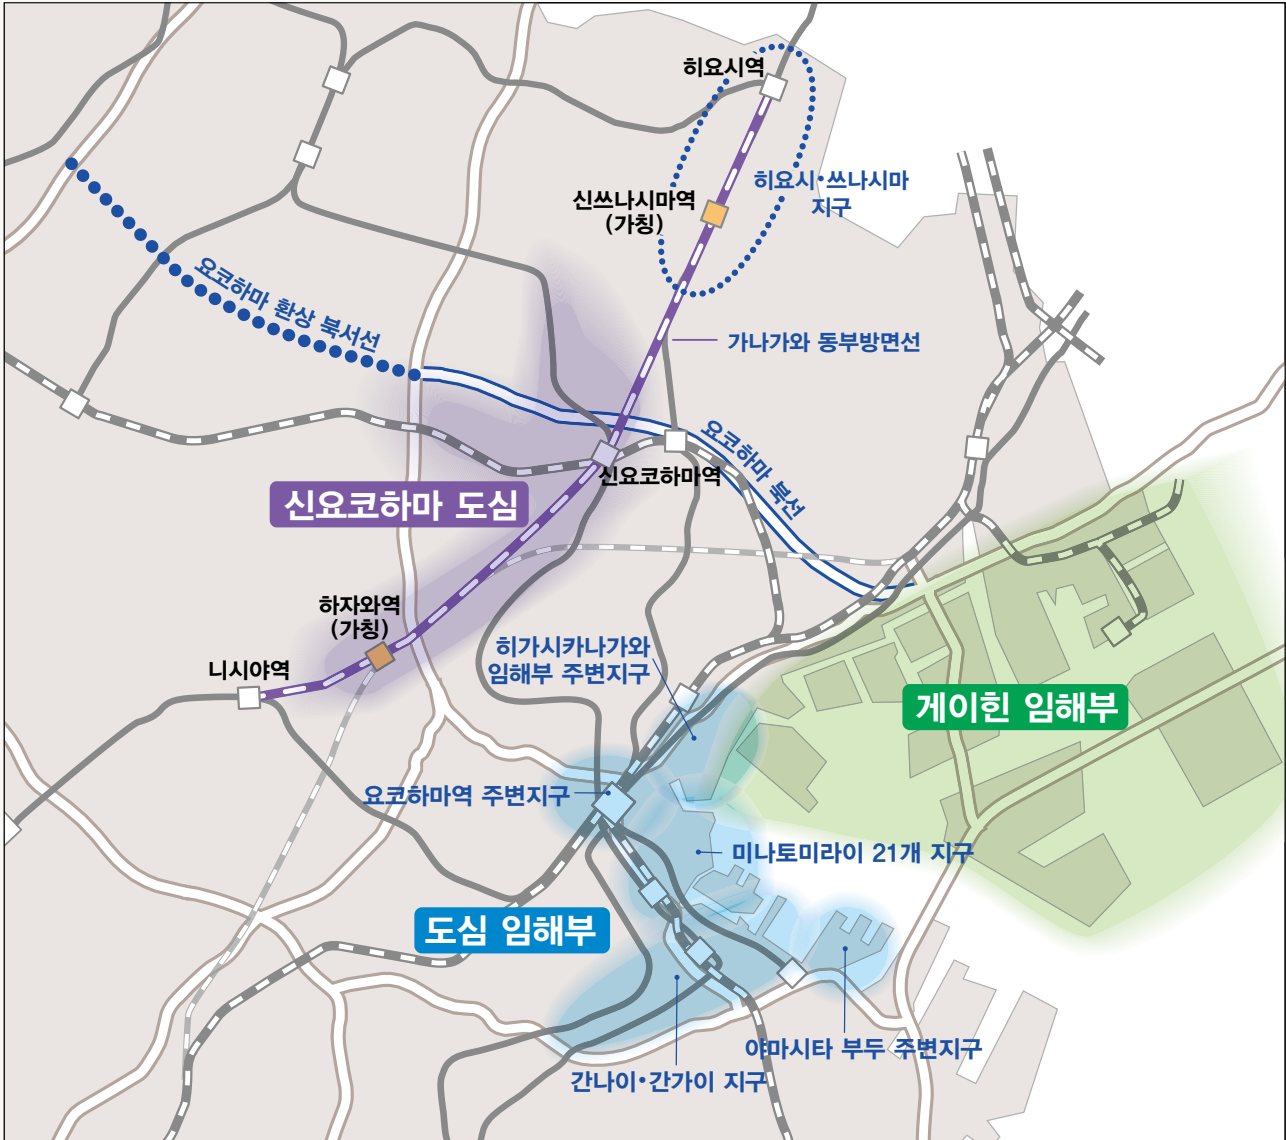 히요시역
신쓰나시마역
(가칭)
히요시·쓰나시마
지구
요코하마 환상 북서선
가나가와 동부방면선
요코하마 북선
신요코하마역
신요코하마 도심
하자와역
(가칭)
니시야역
히가시카나가와
임해부 주변지구
게이힌 임해부
요코하마역 주변지구
미나토미라이 21개 지구
도심 임해부
야마시타 부두 주변지구
간나이·간가이 지구